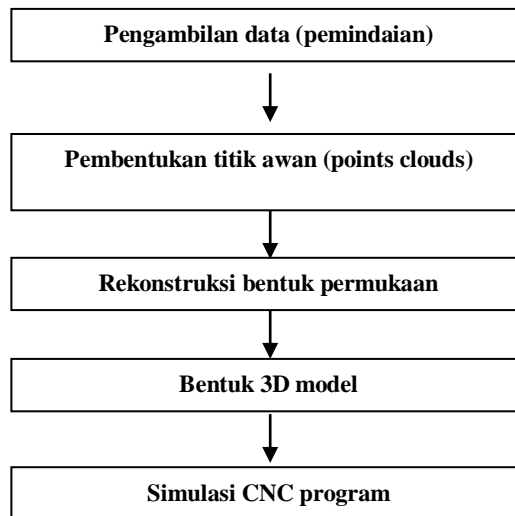 Pengambilan data (pemindaian)
Pembentukan titik awan (points clouds)
Rekonstruksi bentuk permukaan
Bentuk 3D model
Simulasi CNC program